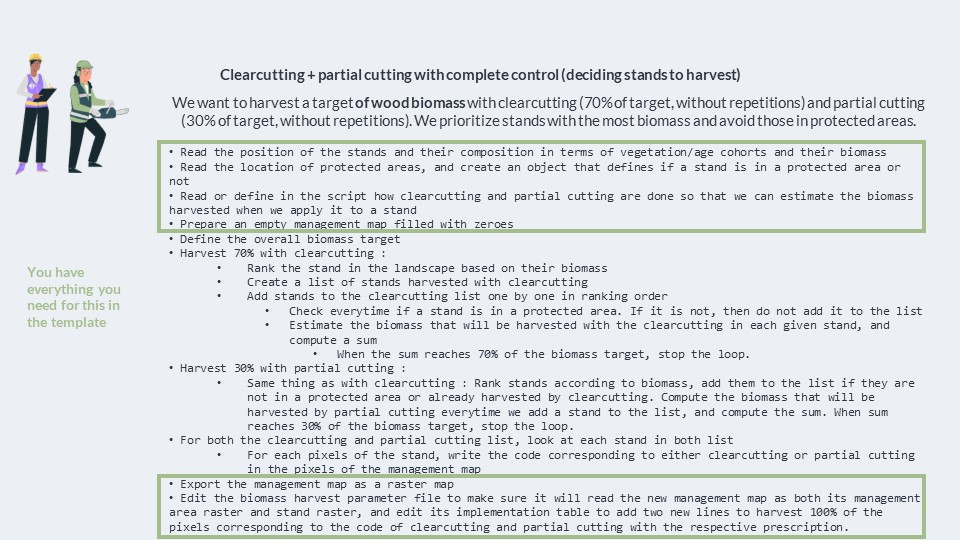 Clearcutting + partial cutting with complete control (deciding stands to harvest)
We want to harvest a target of wood biomass with clearcutting (70% of target, without repetitions) and partial cutting
(30% of target, without repetitions). We prioritize stands with the most biomass and avoid those in protected areas.
• Read the position of the stands and their composition in terms of vegetation/age cohorts and their biomass
• Read the location of protected areas, and create an object that defines if a stand is in a protected area or
not
• Read or define in the script how clearcutting and partial cutting are done so that we can estimate the biomass
harvested when we apply it to a stand
• Prepare an empty management map filled with zeroes
• Define the overall biomass target
• Harvest 70% with clearcutting :
• Rank the stand in the landscape based on their biomass
• Create a list of stands harvested with clearcutting
• Add stands to the clearcutting list one by one in ranking order
• Check everytime if a stand is in a protected area. If it is not, then do not add it to the list
• Estimate the biomass that will be harvested with the clearcutting in each given stand, and
compute a sum
• When the sum reaches 70% of the biomass target, stop the loop.
• Harvest 30% with partial cutting :
• Same thing as with clearcutting : Rank stands according to biomass, add them to the list if they are
not in a protected area or already harvested by clearcutting. Compute the biomass that will be
harvested by partial cutting everytime we add a stand to the list, and compute the sum. When sum
reaches 30% of the biomass target, stop the loop.
• For both the clearcutting and partial cutting list, look at each stand in both list
• For each pixels of the stand, write the code corresponding to either clearcutting or partial cutting
in the pixels of the management map
• Export the management map as a raster map
• Edit the biomass harvest parameter file to make sure it will read the new management map as both its management
area raster and stand raster, and edit its implementation table to add two new lines to harvest 100% of the
pixels corresponding to the code of clearcutting and partial cutting with the respective prescription.
You have
everything you
need for this in
the template